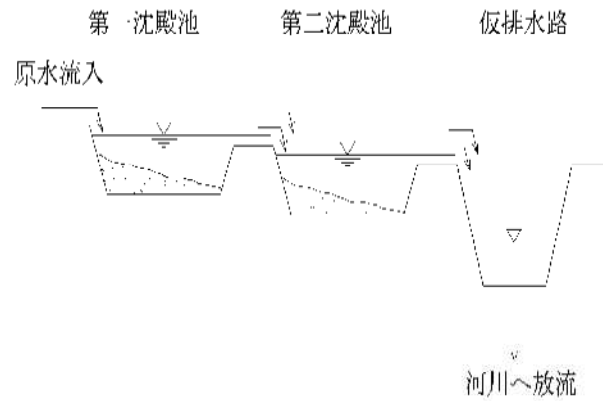 第一沈殿池
第二沈殿池
仮排水路
原水流入
河川へ放流